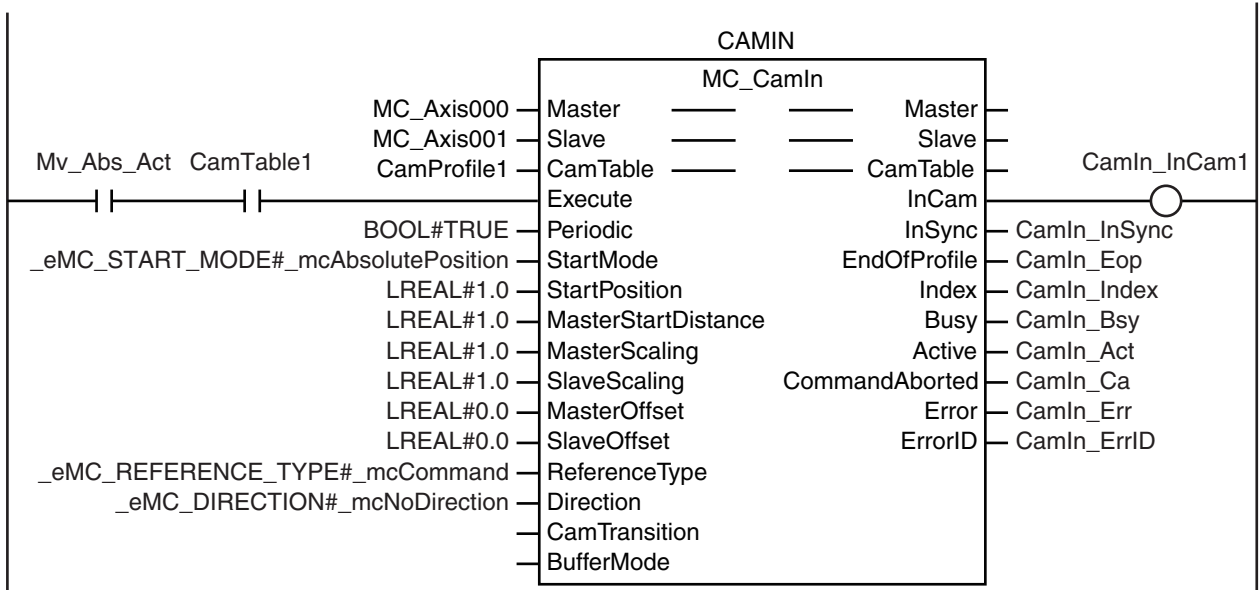 CAMIN
MC_CamIn
MC_Axis000 Master Master
MC_Axis001 Slave Slave
Mv_Abs_Act CamTable1 CamProfile1 CamTable CamTable CamIn_InCam1
Execute InCam
BOOL#TRUE Periodic InSync CamIn_InSync
_eMC_START_MODE#_mcAbsolutePosition StartMode EndOfProfile CamIn_Eop
LREAL#1.0 StartPosition Index CamIn_Index
LREAL#1.0 MasterStartDistance Busy CamIn_Bsy
LREAL#1.0 MasterScaling Active CamIn_Act
LREAL#1.0 SlaveScaling CommandAborted CamIn_Ca
LREAL#0.0 MasterOffset Error CamIn_Err
LREAL#0.0 SlaveOffset ErrorID CamIn_ErrID
_eMC_REFERENCE_TYPE#_mcCommand ReferenceType
_eMC_DIRECTION#_mcNoDirection Direction
CamTransition
BufferMode